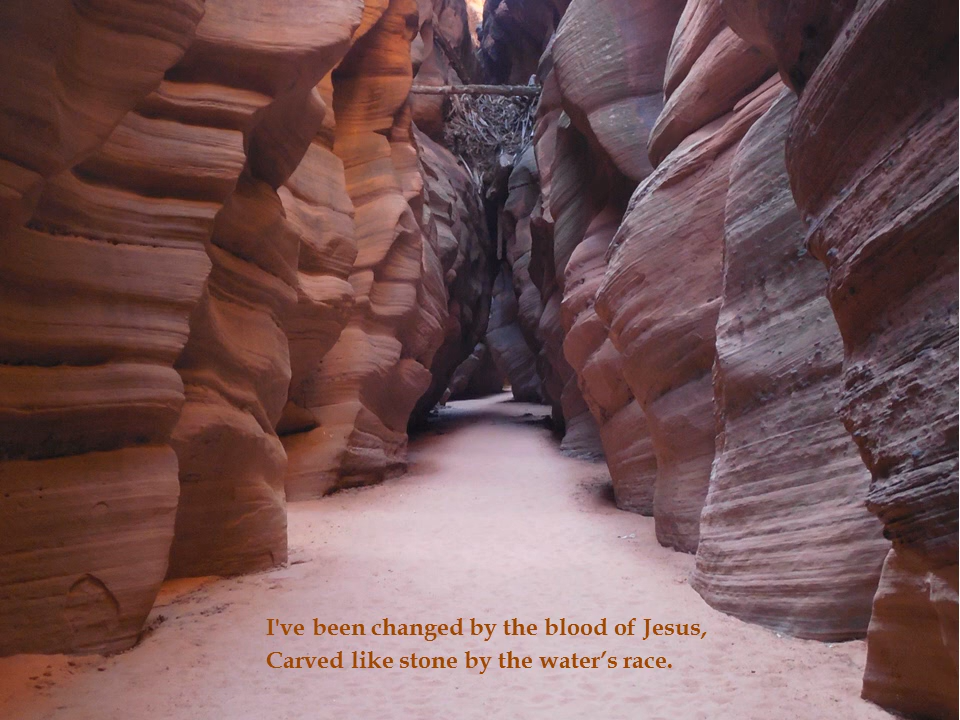 I've been changed by the blood of Jesus,
Carved like stone by the water’s race.